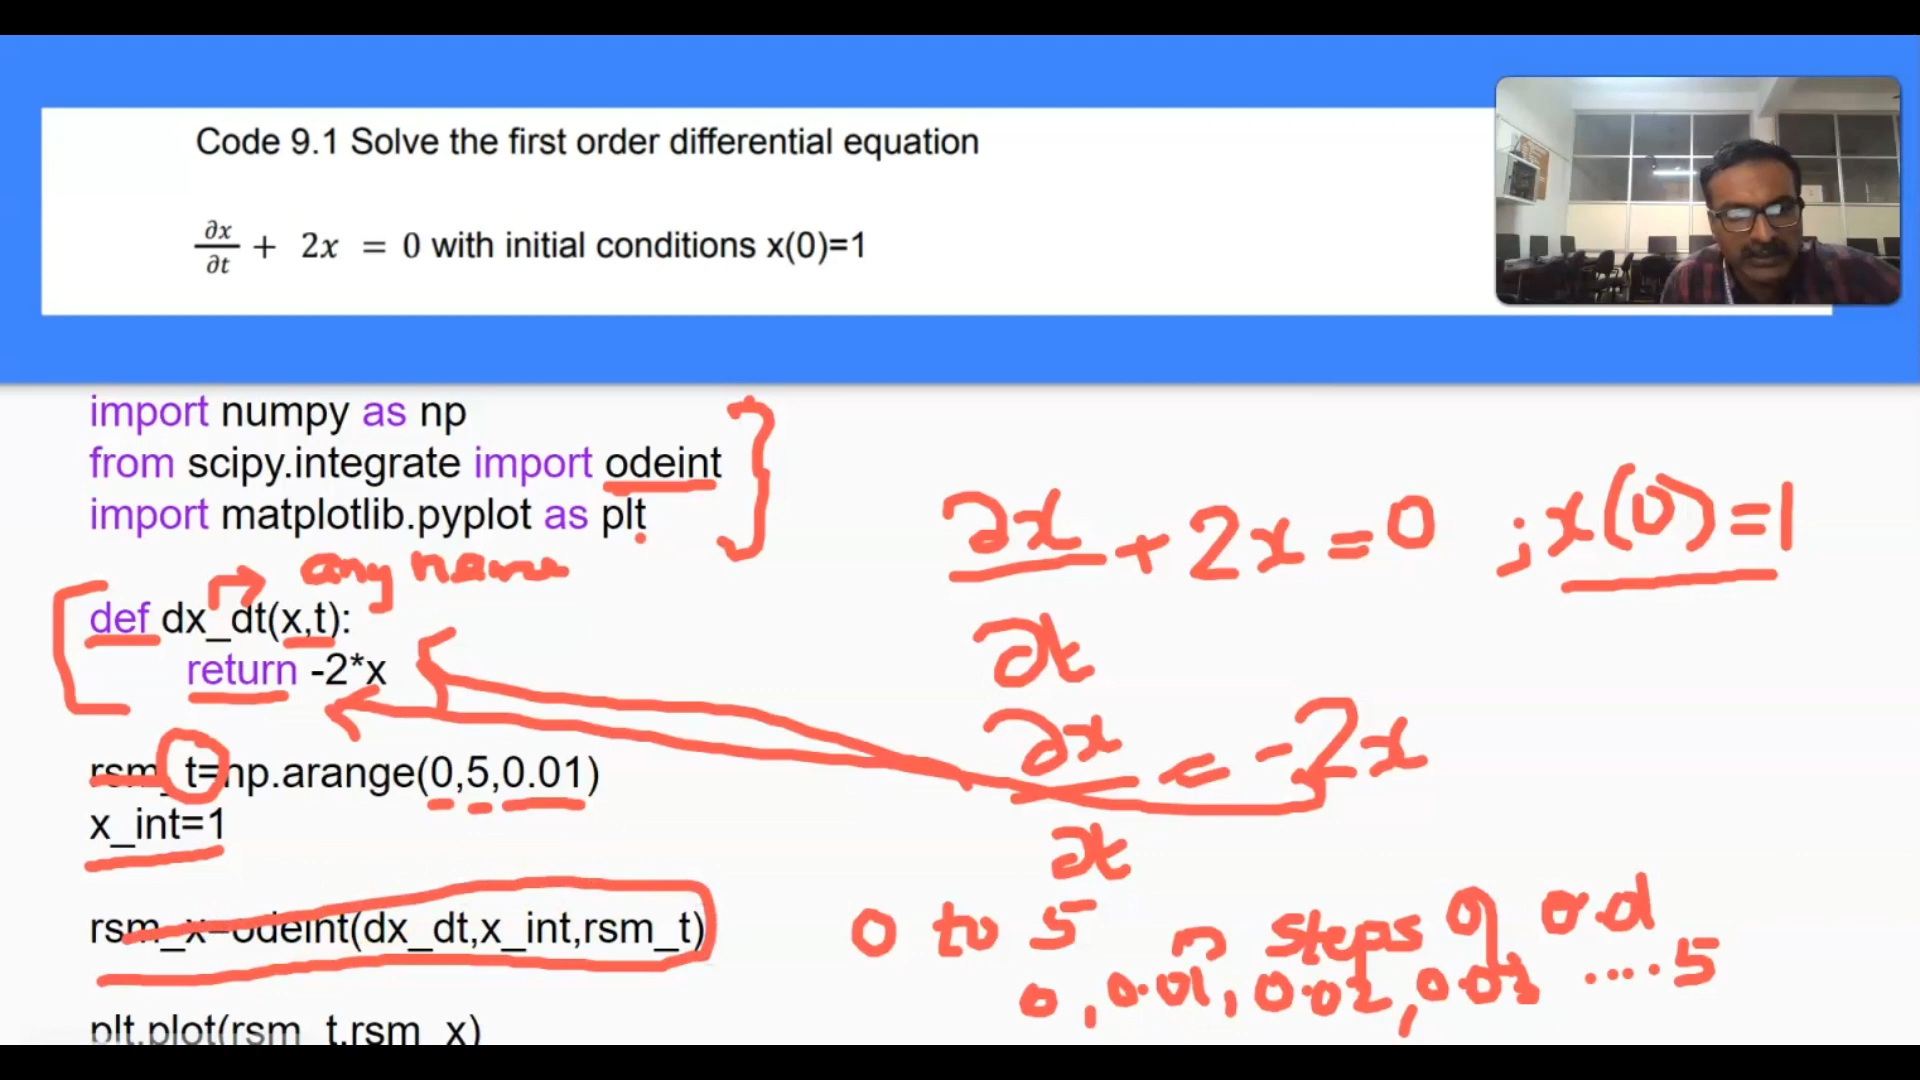 Code 9.1 Solve the first order differential equation
∂x/∂t + 2x = 0 with initial conditions x(0)=1
import numpy as np
from scipy.integrate import odeint
import matplotlib.pyplot as plt
any name
def dx_dt(x,t):
return -2*x
rsm_t=np.arange(0,5,0.01)
x_int=1
rsm_x=odeint(dx_dt,x_int,rsm_t)
plt.plot(rsm_t,rsm_x)
∂x/∂t + 2x = 0 ; x(0) = 1
∂x/∂t = -2x
0 to 5 in steps of
0, 0.01, 0.02, 0.03 .... 5